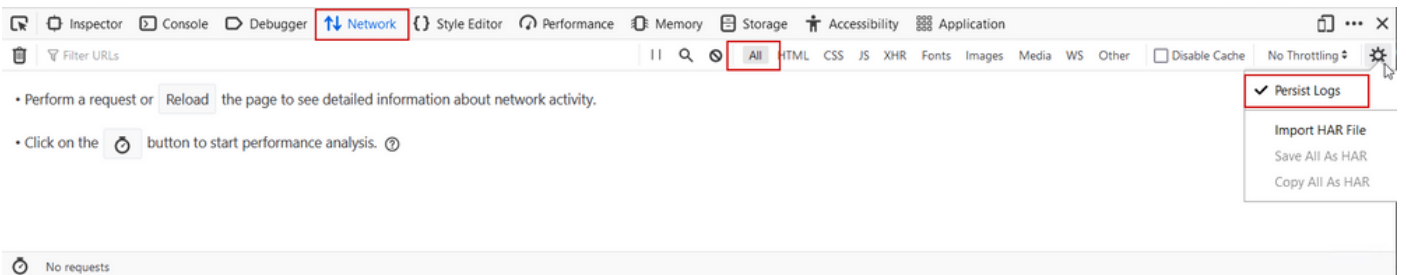 Inspector Console Debugger Network Style Editor Performance Memory Storage Accessibility Application
Filter URLs All HTML CSS JS XHR Fonts Images Media WS Other Disable Cache No Throttling
• Perform a request or Reload the page to see detailed information about network activity.
Persist Logs
• Click on the button to start performance analysis.
Import HAR File
Save All As HAR
Copy All As HAR
No requests